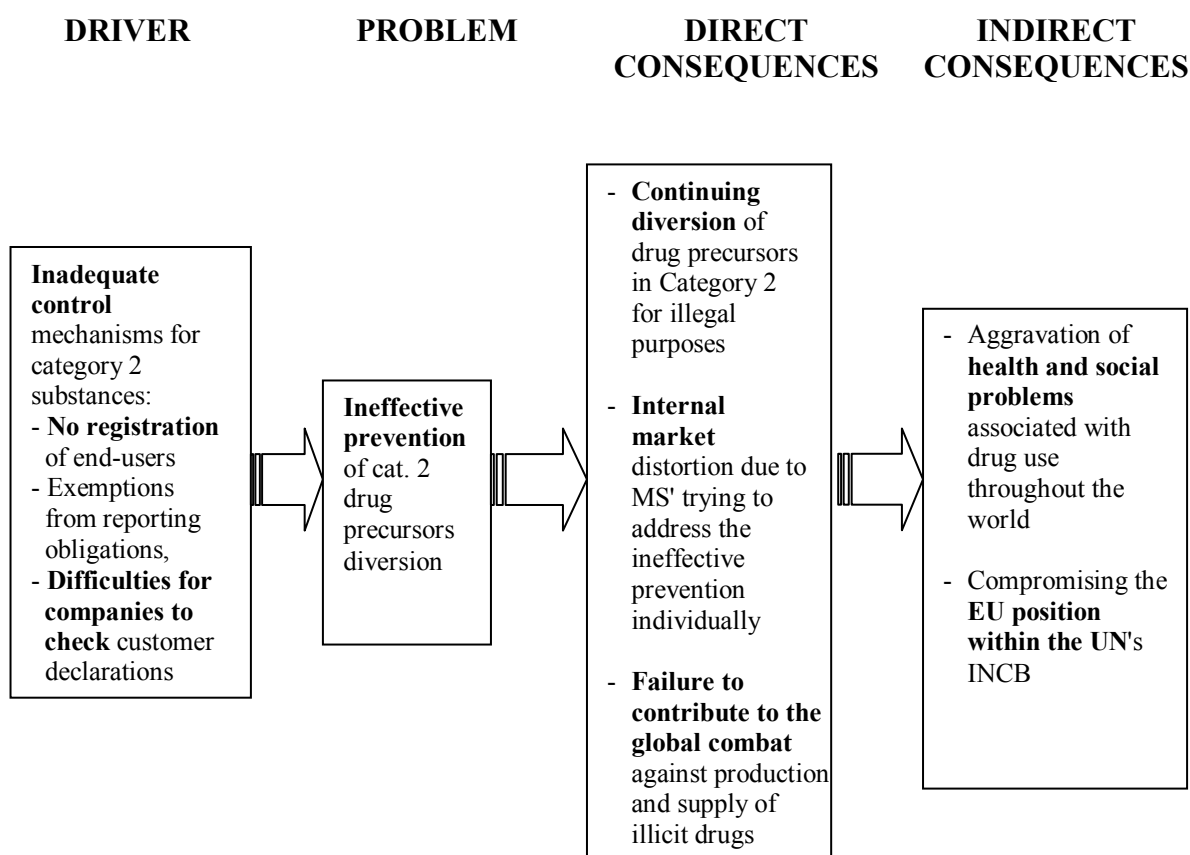 DRIVER
PROBLEM
DIRECT
CONSEQUENCES
INDIRECT
CONSEQUENCES
Inadequate
control
mechanisms for
category 2
substances:
- No registration
of end-users
- Exemptions
from reporting
obligations,
- Difficulties for
companies to
check customer
declarations
Ineffective
prevention
of cat. 2
drug
precursors
diversion
- Continuing
diversion of
drug precursors
in Category 2
for illegal
purposes
- Internal
market
distortion due to
MS' trying to
address the
ineffective
prevention
individually
- Failure to
contribute to the
global combat
against production
and supply of
illicit drugs
- Aggravation of
health and social
problems
associated with
drug use
throughout the
world
- Compromising the
EU position
within the UN's
INCB